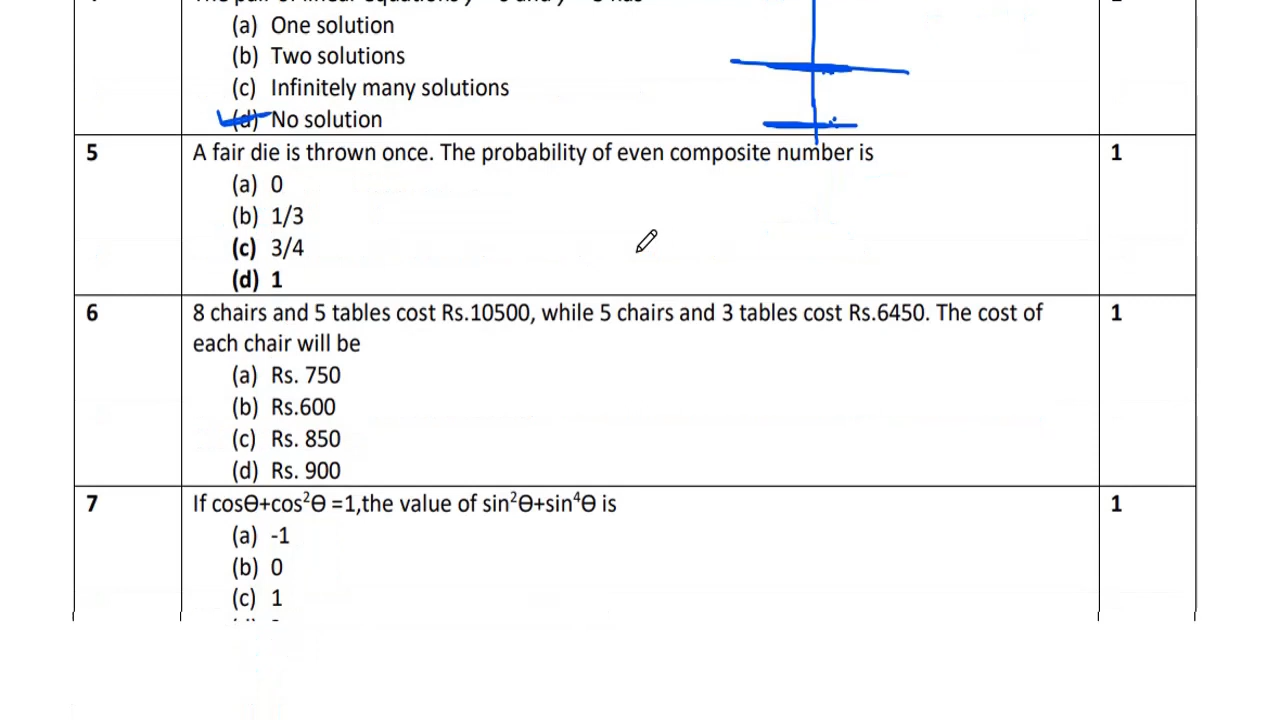 (a) One solution
(b) Two solutions
(c) Infinitely many solutions
(d) No solution
5 A fair die is thrown once. The probability of even composite number is 1
(a) 0
(b) 1/3
(c) 3/4
(d) 1
6 8 chairs and 5 tables cost Rs.10500, while 5 chairs and 3 tables cost Rs.6450. The cost of 1
each chair will be
(a) Rs. 750
(b) Rs.600
(c) Rs. 850
(d) Rs. 900
7 If cosϴ+cos²ϴ =1,the value of sin²ϴ+sin⁴ϴ is 1
(a) -1
(b) 0
(c) 1